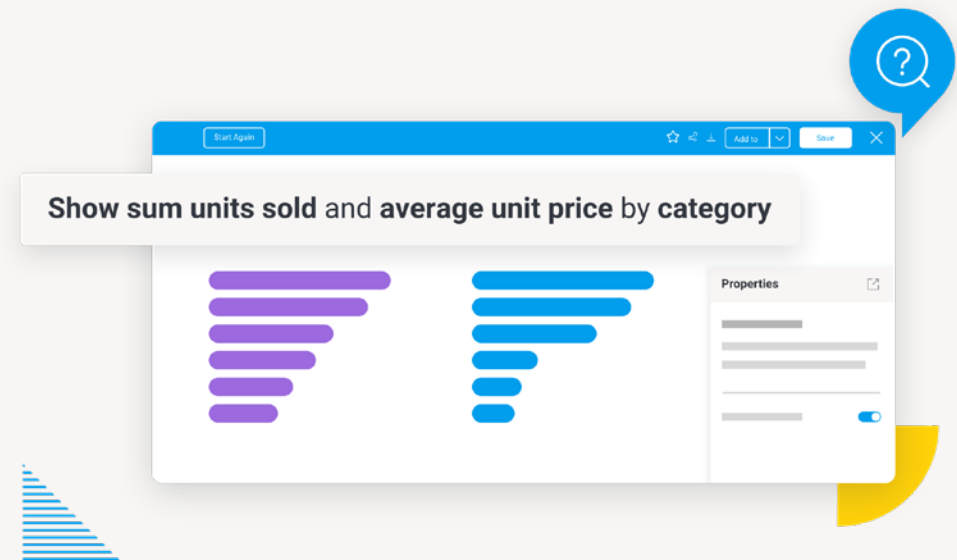 Start Again
Add to
Save
Show sum units sold and average unit price by category
Properties